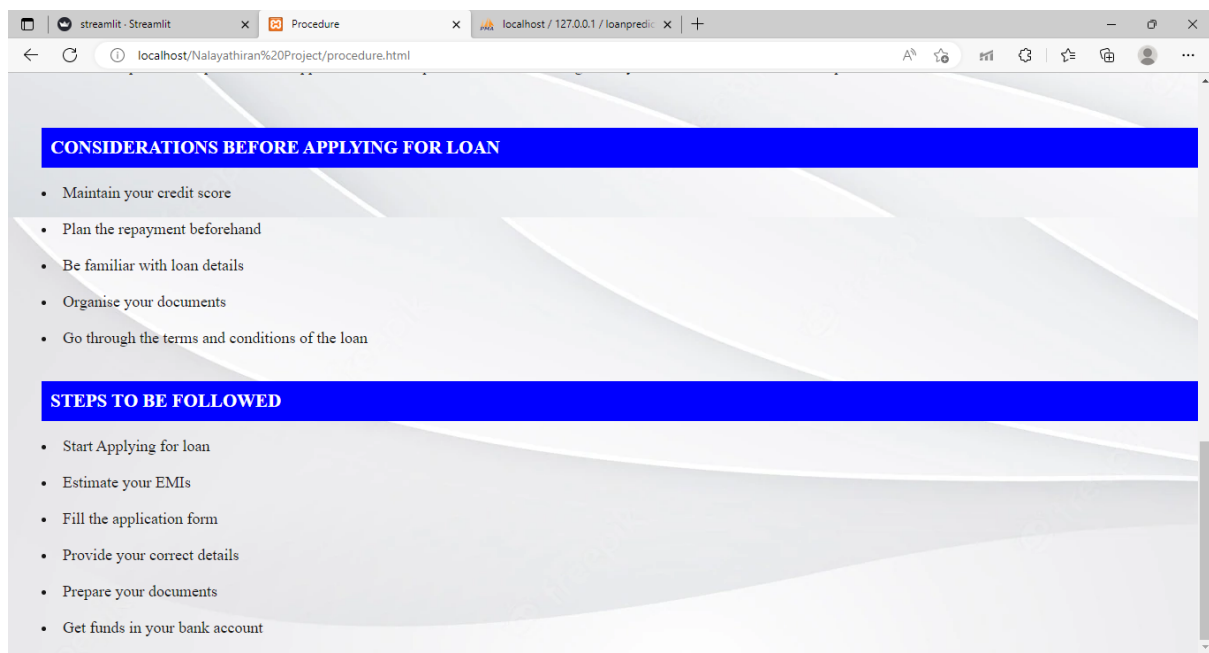 streamlit · Streamlit
Procedure
localhost / 127.0.0.1 / loanpredic
localhost/Nalayathiran%20Project/procedure.html
CONSIDERATIONS BEFORE APPLYING FOR LOAN
• Maintain your credit score
• Plan the repayment beforehand
• Be familiar with loan details
• Organise your documents
• Go through the terms and conditions of the loan
STEPS TO BE FOLLOWED
• Start Applying for loan
• Estimate your EMIs
• Fill the application form
• Provide your correct details
• Prepare your documents
• Get funds in your bank account